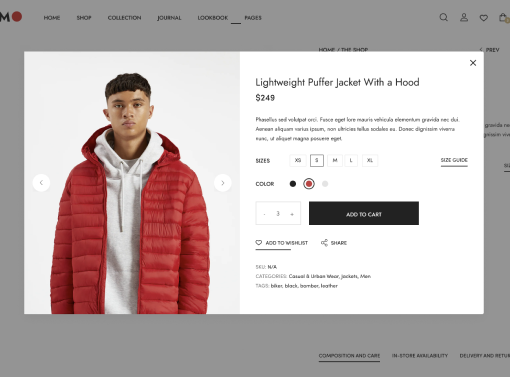 MO
HOME SHOP COLLECTION JOURNAL LOOKBOOK PAGES
HOME / THE SHOP
PREV
Lightweight Puffer Jacket With a Hood
$249
Phasellus sed volutpat orci. Fusce eget lore mauris vehicula elementum gravida nec dui.
Aenean aliquam varius ipsum, non ultricies tellus sodales eu. Donec dignissim viverra
nunc, ut aliquet magna posuere eget.
gravida nec
viverra
SIZES XS S M L XL SIZE GUIDE
COLOR
- 3 + ADD TO CART
ADD TO WISHLIST SHARE
SKU: N/A
CATEGORIES: Casual & Urban Wear, Jackets, Men
TAGS: biker, black, bomber, leather
COMPOSITION AND CARE IN-STORE AVAILABILITY DELIVERY AND RETUR